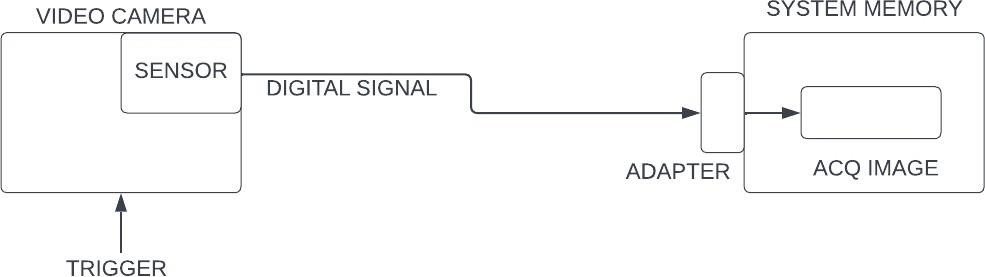 VIDEO CAMERA
SYSTEM MEMORY
SENSOR
DIGITAL SIGNAL
ADAPTER
ACQ IMAGE
TRIGGER